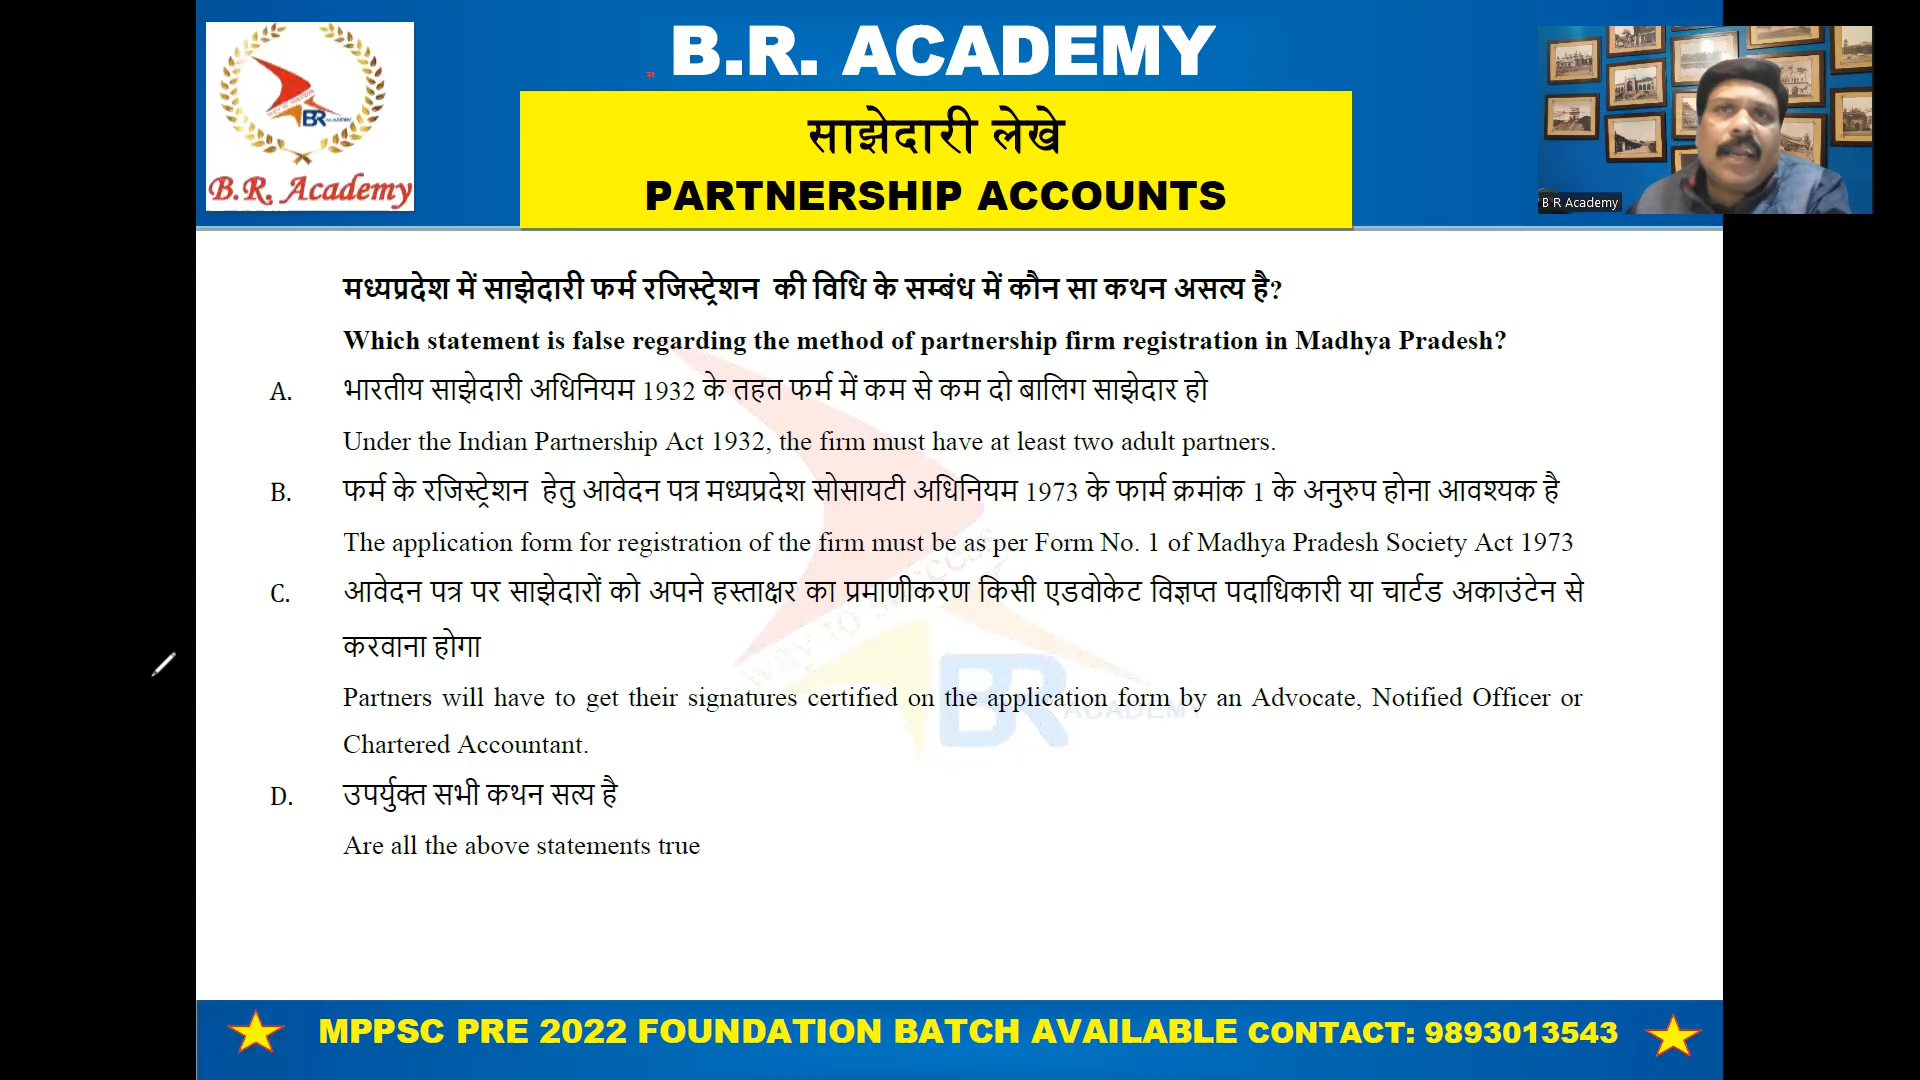 B.R. ACADEMY
साझेदारी लेखे
PARTNERSHIP ACCOUNTS
BR ACADEMY
B.R. Academy
B R Academy
मध्यप्रदेश में साझेदारी फर्म रजिस्ट्रेशन की विधि के सम्बंध में कौन सा कथन असत्य है?
Which statement is false regarding the method of partnership firm registration in Madhya Pradesh?
A. भारतीय साझेदारी अधिनियम 1932 के तहत फर्म में कम से कम दो बालिग साझेदार हो
Under the Indian Partnership Act 1932, the firm must have at least two adult partners.
B. फर्म के रजिस्ट्रेशन हेतु आवेदन पत्र मध्यप्रदेश सोसायटी अधिनियम 1973 के फार्म क्रमांक 1 के अनुरुप होना आवश्यक है
The application form for registration of the firm must be as per Form No. 1 of Madhya Pradesh Society Act 1973
C. आवेदन पत्र पर साझेदारों को अपने हस्ताक्षर का प्रमाणीकरण किसी एडवोकेट विज्ञप्त पदाधिकारी या चार्टड अकाउंटेन से
करवाना होगा
Partners will have to get their signatures certified on the application form by an Advocate, Notified Officer or
Chartered Accountant.
D. उपर्युक्त सभी कथन सत्य है
Are all the above statements true
way to success
BR ACADEMY
MPPSC PRE 2022 FOUNDATION BATCH AVAILABLE CONTACT: 9893013543